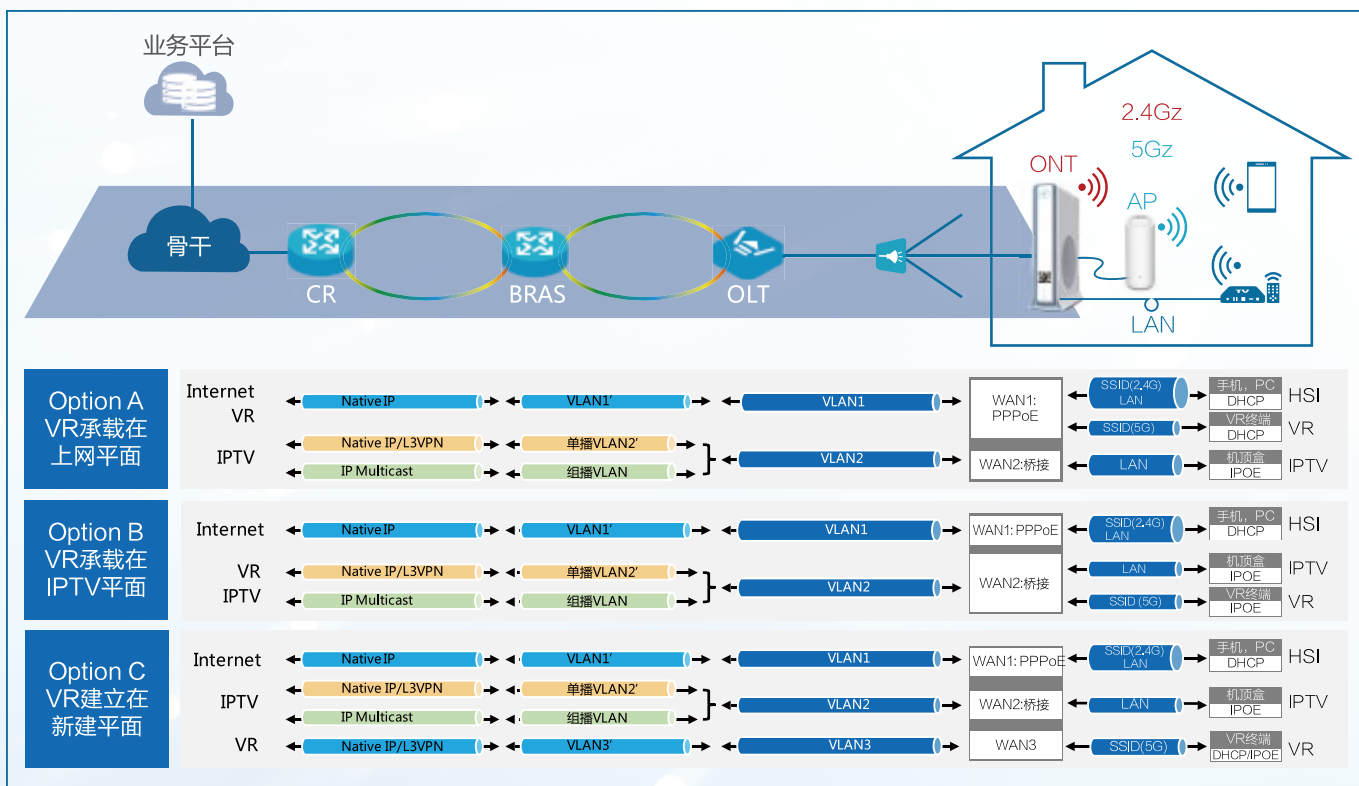 业务平台
骨干
CR
BRAS
OLT
2.4Gz
5Gz
ONT
AP
TV
LAN
Option A
VR承载在
上网平面
Internet
VR
Native IP
VLAN1'
VLAN1
WAN1:
PPPoE
SSID(2.4G)
LAN
手机，PC
DHCP
HSI
SSID(5G)
VR终端
DHCP
VR
IPTV
Native IP/L3VPN
单播VLAN2'
IP Multicast
组播VLAN
VLAN2
WAN2:桥接
LAN
机顶盒
IPOE
IPTV
Option B
VR承载在
IPTV平面
Internet
Native IP
VLAN1'
VLAN1
WAN1: PPPoE
SSID(2.4G)
LAN
手机，PC
DHCP
HSI
VR
IPTV
Native IP/L3VPN
单播VLAN2'
IP Multicast
组播VLAN
VLAN2
WAN2:桥接
LAN
机顶盒
IPOE
IPTV
SSID (5G)
VR终端
IPOE
VR
Option C
VR建立在
新建平面
Internet
Native IP
VLAN1'
VLAN1
WAN1: PPPoE
SSID(2.4G)
LAN
手机，PC
DHCP
HSI
IPTV
Native IP/L3VPN
单播VLAN2'
IP Multicast
组播VLAN
VLAN2
WAN2:桥接
LAN
机顶盒
IPOE
IPTV
VR
Native IP/L3VPN
VLAN3'
VLAN3
WAN3
SSID(5G)
VR终端
DHCP/IPOE
VR